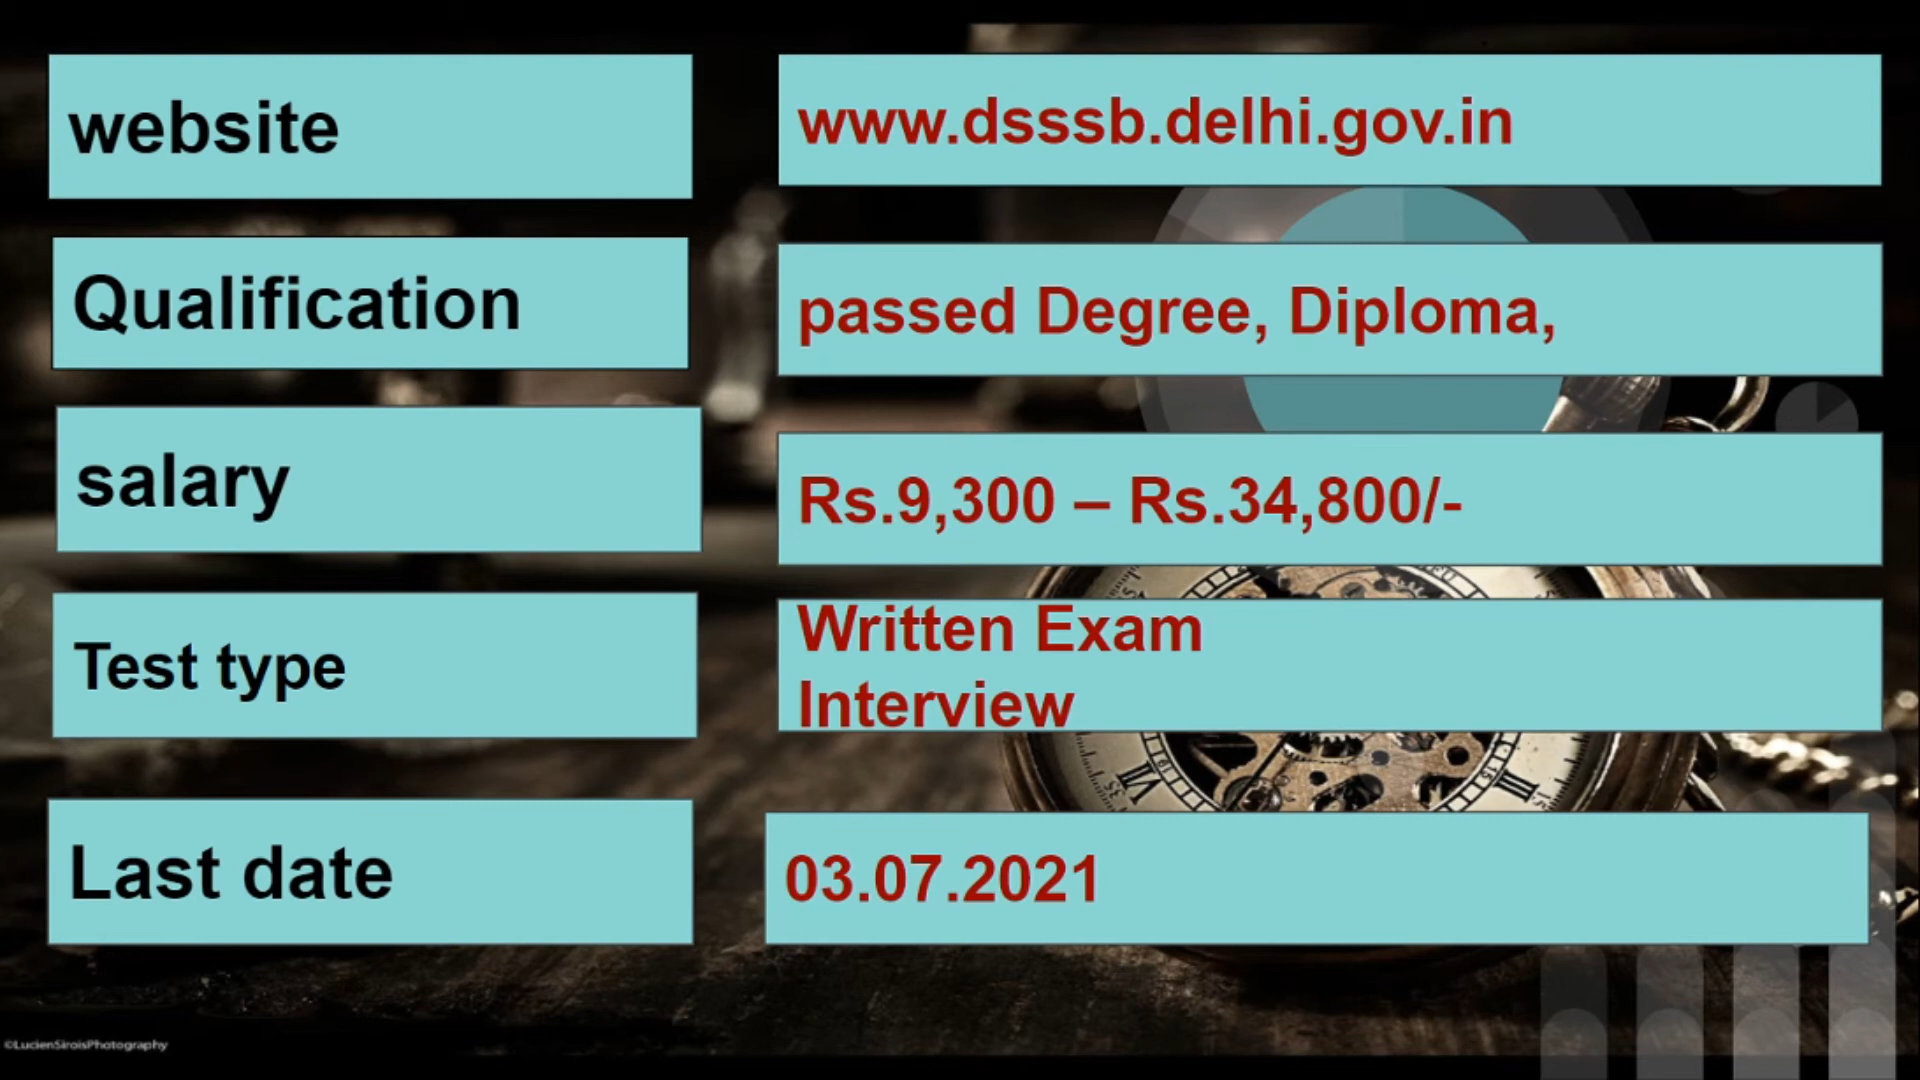 website
www.dsssb.delhi.gov.in
Qualification
passed Degree, Diploma,
salary
Rs.9,300 – Rs.34,800/-
Test type
Written Exam
Interview
Last date
03.07.2021
©LucienSiroisPhotography